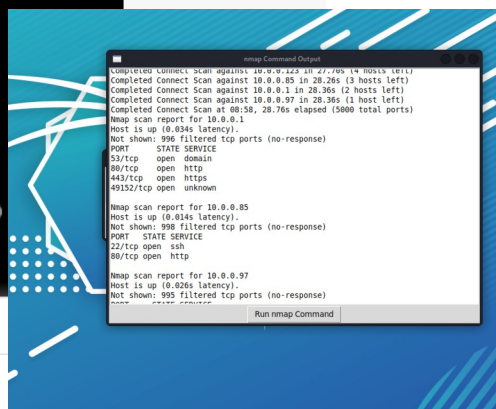 nmap Command Output
Completed Connect Scan against 10.0.0.123 in 27.70s (4 hosts left)
Completed Connect Scan against 10.0.0.85 in 28.26s (3 hosts left)
Completed Connect Scan against 10.0.0.1 in 28.36s (2 hosts left)
Completed Connect Scan against 10.0.0.97 in 28.36s (1 host left)
Completed Connect Scan at 08:58, 28.76s elapsed (5000 total ports)
Nmap scan report for 10.0.0.1
Host is up (0.034s latency).
Not shown: 996 filtered tcp ports (no-response)
PORT      STATE SERVICE
53/tcp    open  domain
80/tcp    open  http
443/tcp   open  https
49152/tcp open  unknown
Nmap scan report for 10.0.0.85
Host is up (0.014s latency).
Not shown: 998 filtered tcp ports (no-response)
PORT   STATE SERVICE
22/tcp open  ssh
80/tcp open  http
Nmap scan report for 10.0.0.97
Host is up (0.026s latency).
Not shown: 995 filtered tcp ports (no-response)
PORT      STATE SERVICE
Run nmap Command